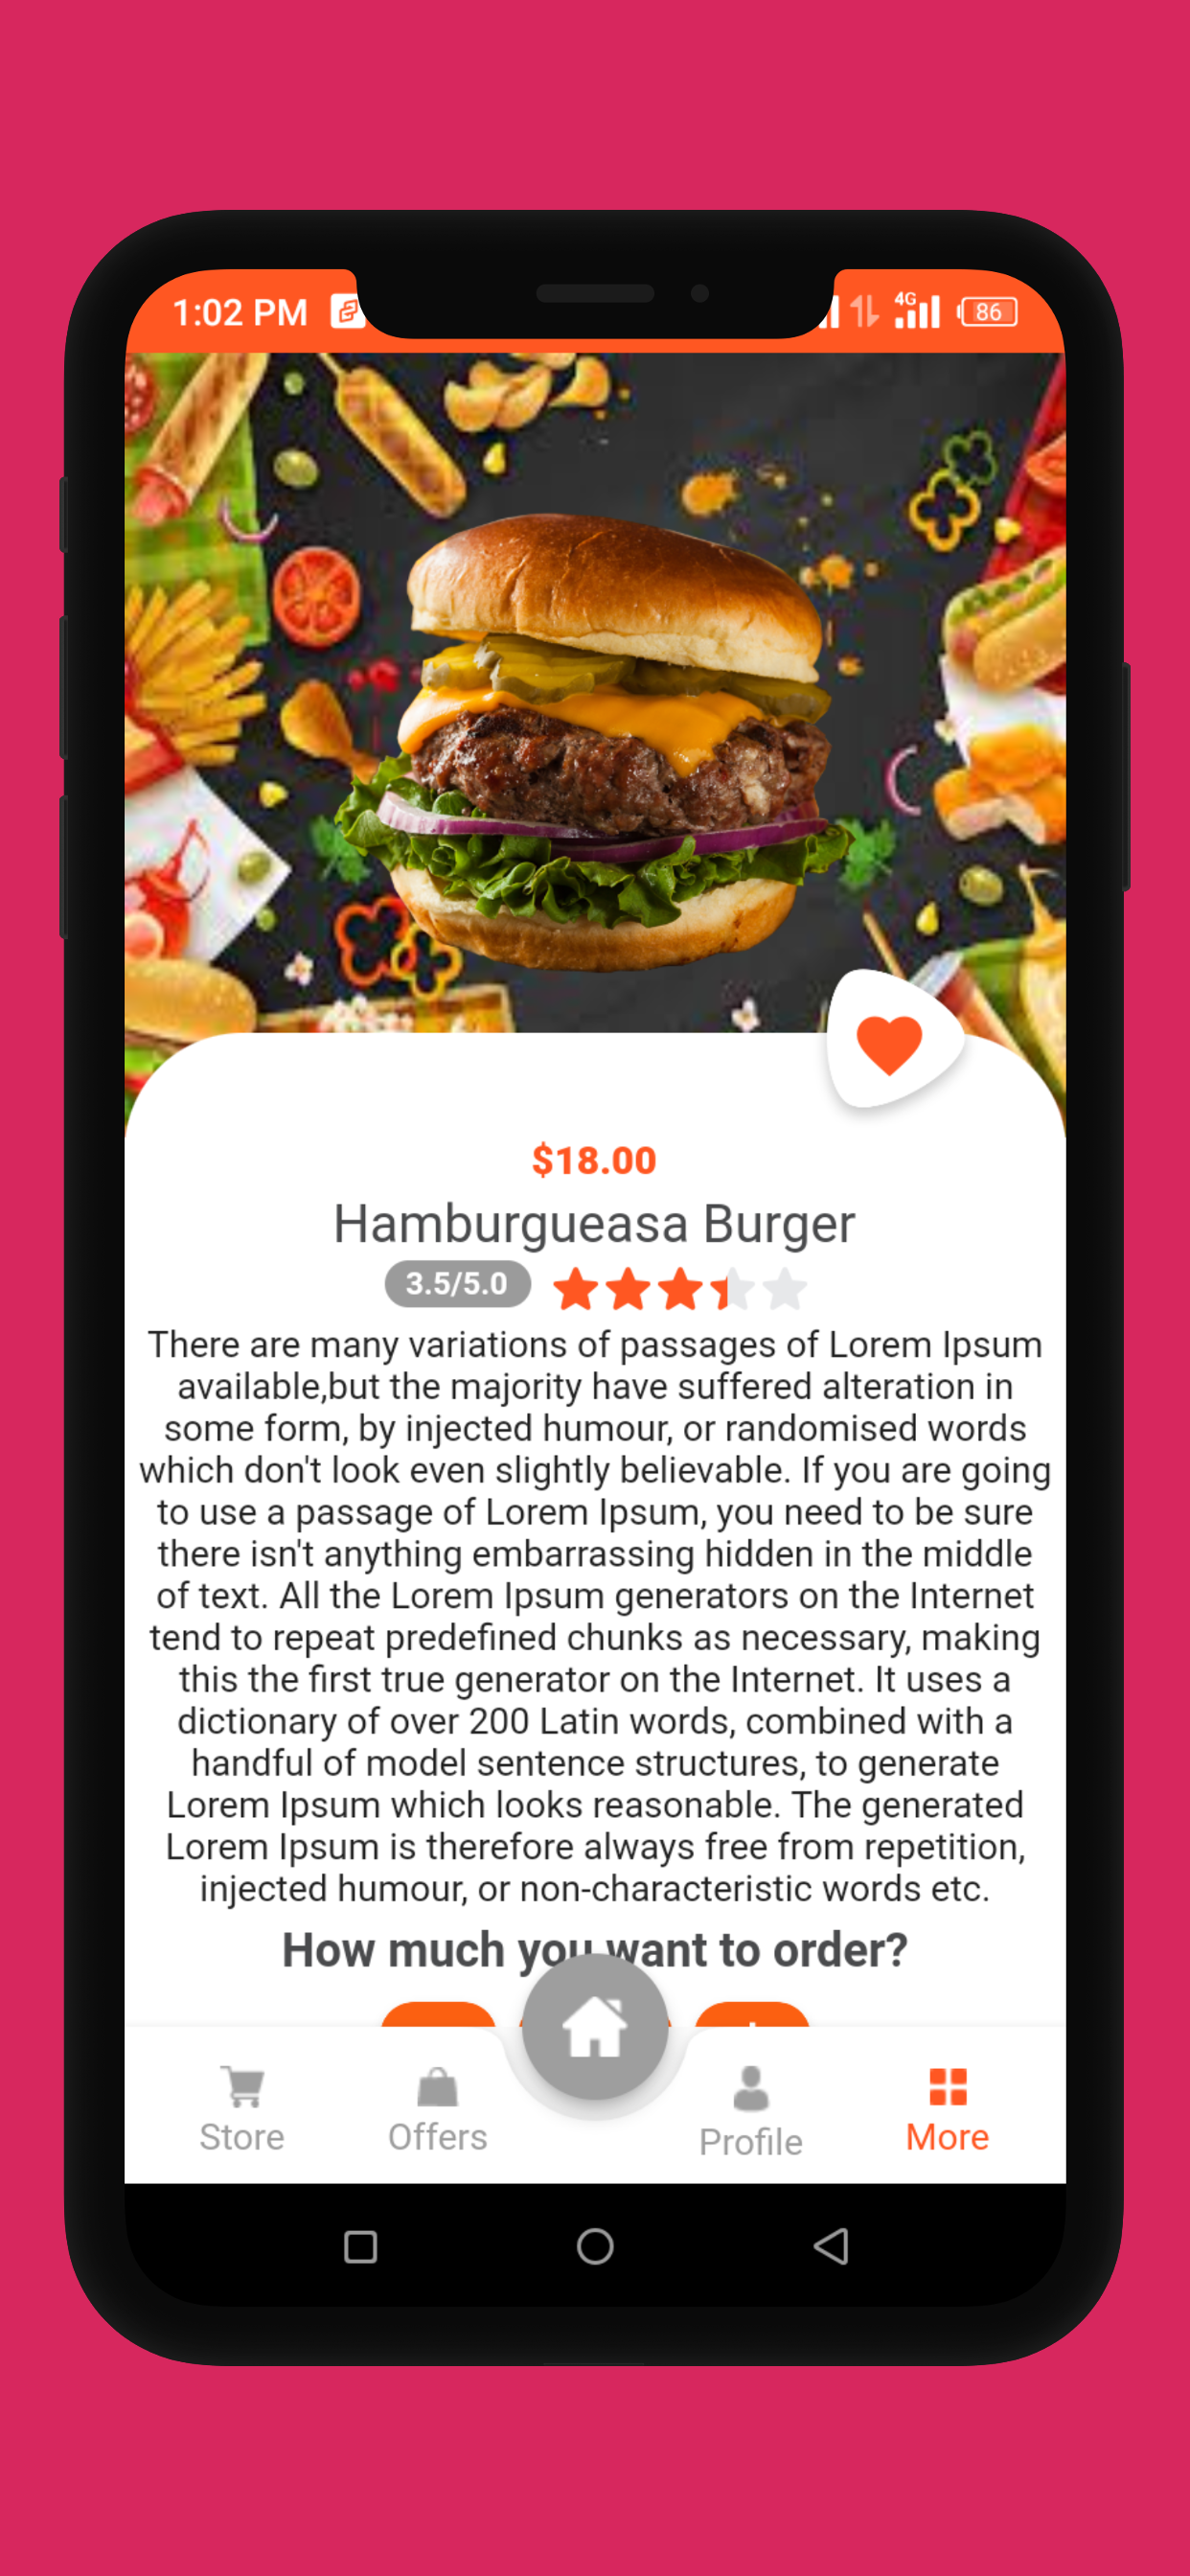 1:02 PM
4G
86
$18.00
Hamburgueasa Burger
3.5/5.0
There are many variations of passages of Lorem Ipsum
available,but the majority have suffered alteration in
some form, by injected humour, or randomised words
which don't look even slightly believable. If you are going
to use a passage of Lorem Ipsum, you need to be sure
there isn't anything embarrassing hidden in the middle
of text. All the Lorem Ipsum generators on the Internet
tend to repeat predefined chunks as necessary, making
this the first true generator on the Internet. It uses a
dictionary of over 200 Latin words, combined with a
handful of model sentence structures, to generate
Lorem Ipsum which looks reasonable. The generated
Lorem Ipsum is therefore always free from repetition,
injected humour, or non-characteristic words etc.
How much you want to order?
Store
Offers
Profile
More